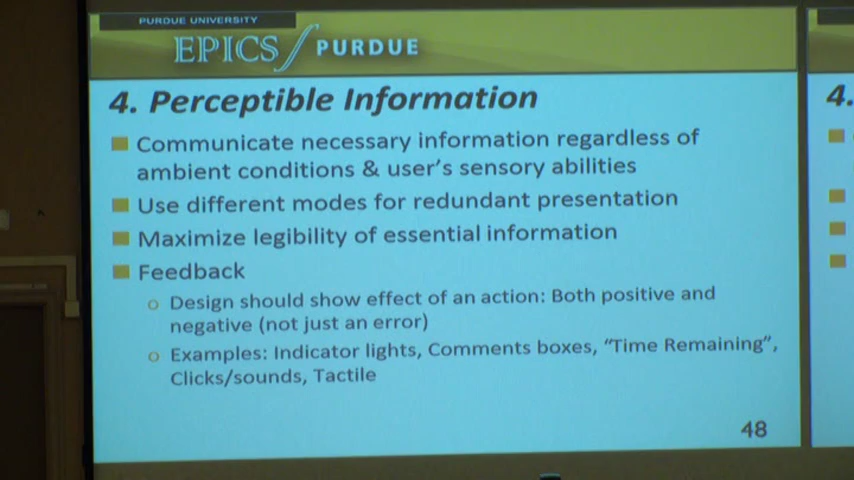 PURDUE UNIVERSITY
EPICS PURDUE
4. Perceptible Information
Communicate necessary information regardless of
ambient conditions & user's sensory abilities
Use different modes for redundant presentation
Maximize legibility of essential information
Feedback
Design should show effect of an action: Both positive and
negative (not just an error)
Examples: Indicator lights, Comments boxes, "Time Remaining",
Clicks/sounds, Tactile
48
4.